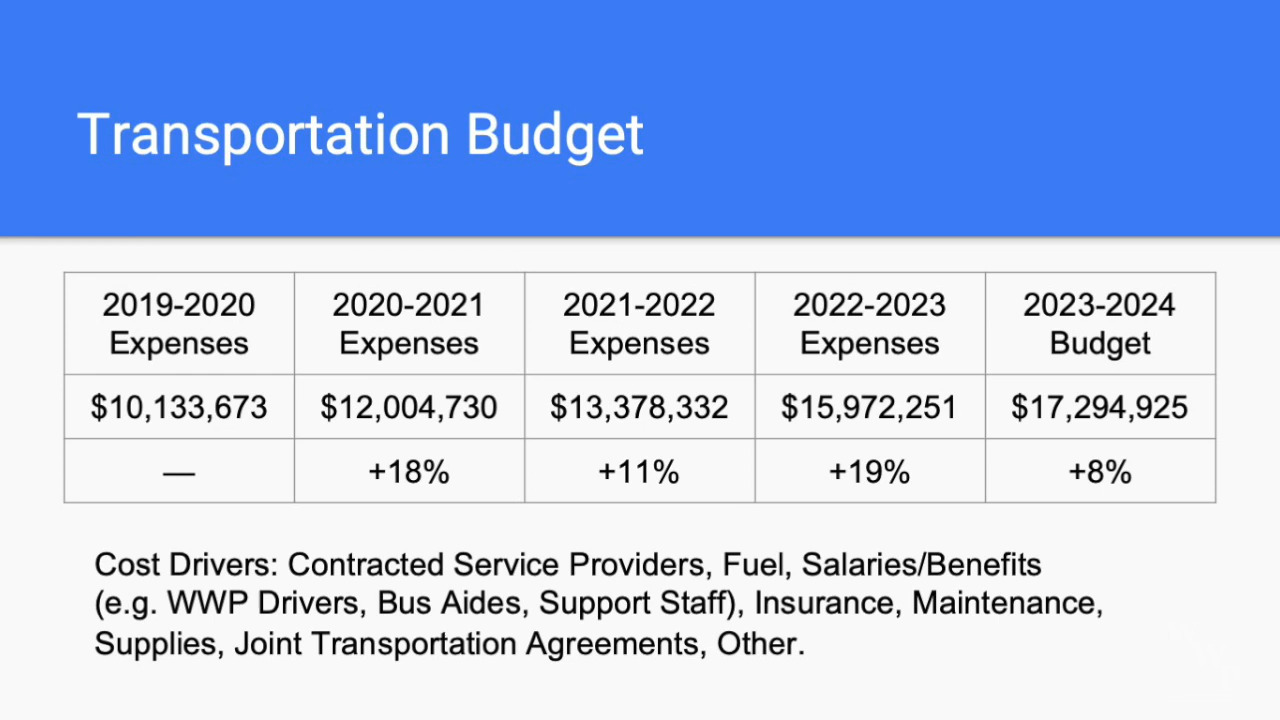 Transportation Budget
2019-2020 2020-2021 2021-2022 2022-2023 2023-2024
Expenses Expenses Expenses Expenses Budget
$10,133,673 $12,004,730 $13,378,332 $15,972,251 $17,294,925
— +18% +11% +19% +8%
Cost Drivers: Contracted Service Providers, Fuel, Salaries/Benefits
(e.g. WWP Drivers, Bus Aides, Support Staff), Insurance, Maintenance,
Supplies, Joint Transportation Agreements, Other.